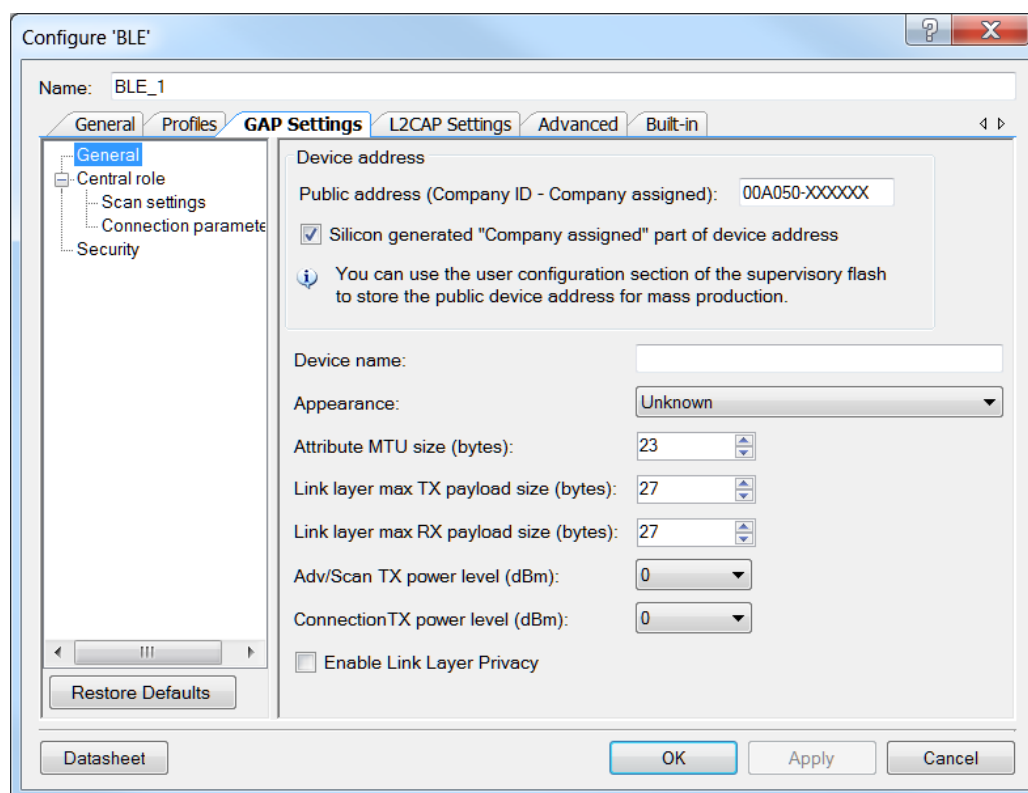 Configure 'BLE'
Name: BLE_1
General Profiles GAP Settings L2CAP Settings Advanced Built-in
General
Central role
Scan settings
Connection paramete
Security
Restore Defaults
Device address
Public address (Company ID - Company assigned): 00A050-XXXXXX
Silicon generated "Company assigned" part of device address
You can use the user configuration section of the supervisory flash
to store the public device address for mass production.
Device name:
Appearance: Unknown
Attribute MTU size (bytes): 23
Link layer max TX payload size (bytes): 27
Link layer max RX payload size (bytes): 27
Adv/Scan TX power level (dBm): 0
ConnectionTX power level (dBm): 0
Enable Link Layer Privacy
Datasheet OK Apply Cancel